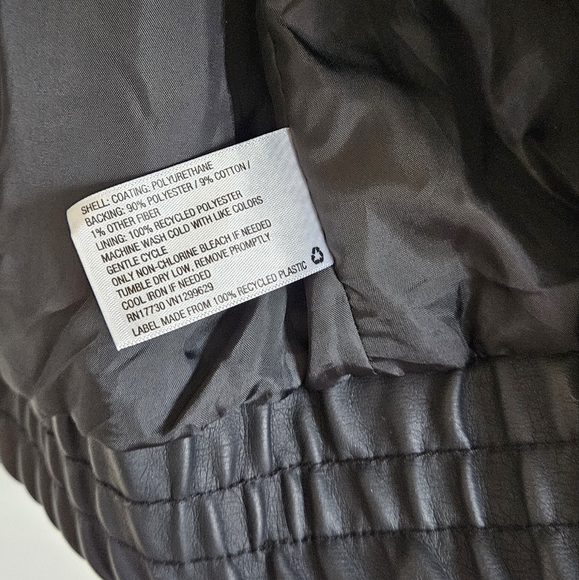 SHELL: COATING: POLYURETHANE
BACKING: 90% POLYESTER / 9% COTTON /
1% OTHER FIBER
LINING: 100% RECYCLED POLYESTER
MACHINE WASH COLD WITH LIKE COLORS
GENTLE CYCLE
ONLY NON-CHLORINE BLEACH IF NEEDED
TUMBLE DRY LOW, REMOVE PROMPTLY
COOL IRON IF NEEDED
RN17730 VN1299629
LABEL MADE FROM 100% RECYCLED PLASTIC